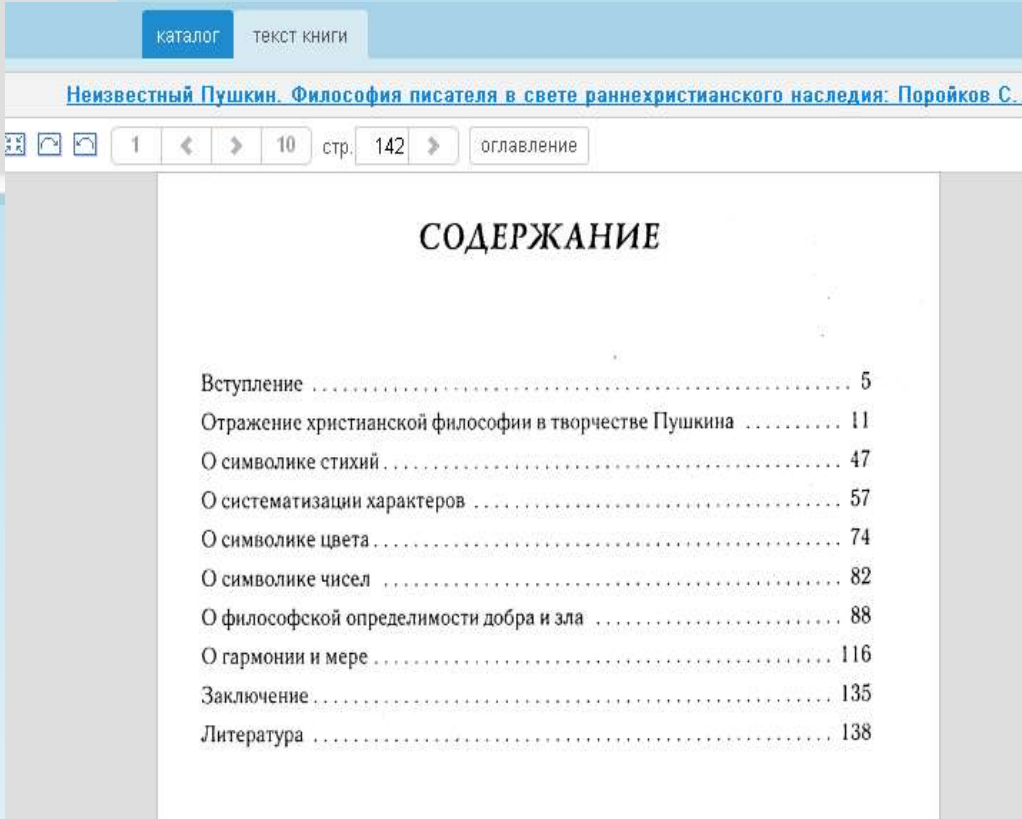 каталог текст книги
Неизвестный Пушкин. Философия писателя в свете раннехристианского наследия: Поройков С.
1 < > 10 стр. 142 > оглавление
СОДЕРЖАНИЕ
Вступление 5
Отражение христианской философии в творчестве Пушкина 11
О символике стихий 47
О систематизации характеров 57
О символике цвета 74
О символике чисел 82
О философской определимости добра и зла 88
О гармонии и мере 116
Заключение 135
Литература 138